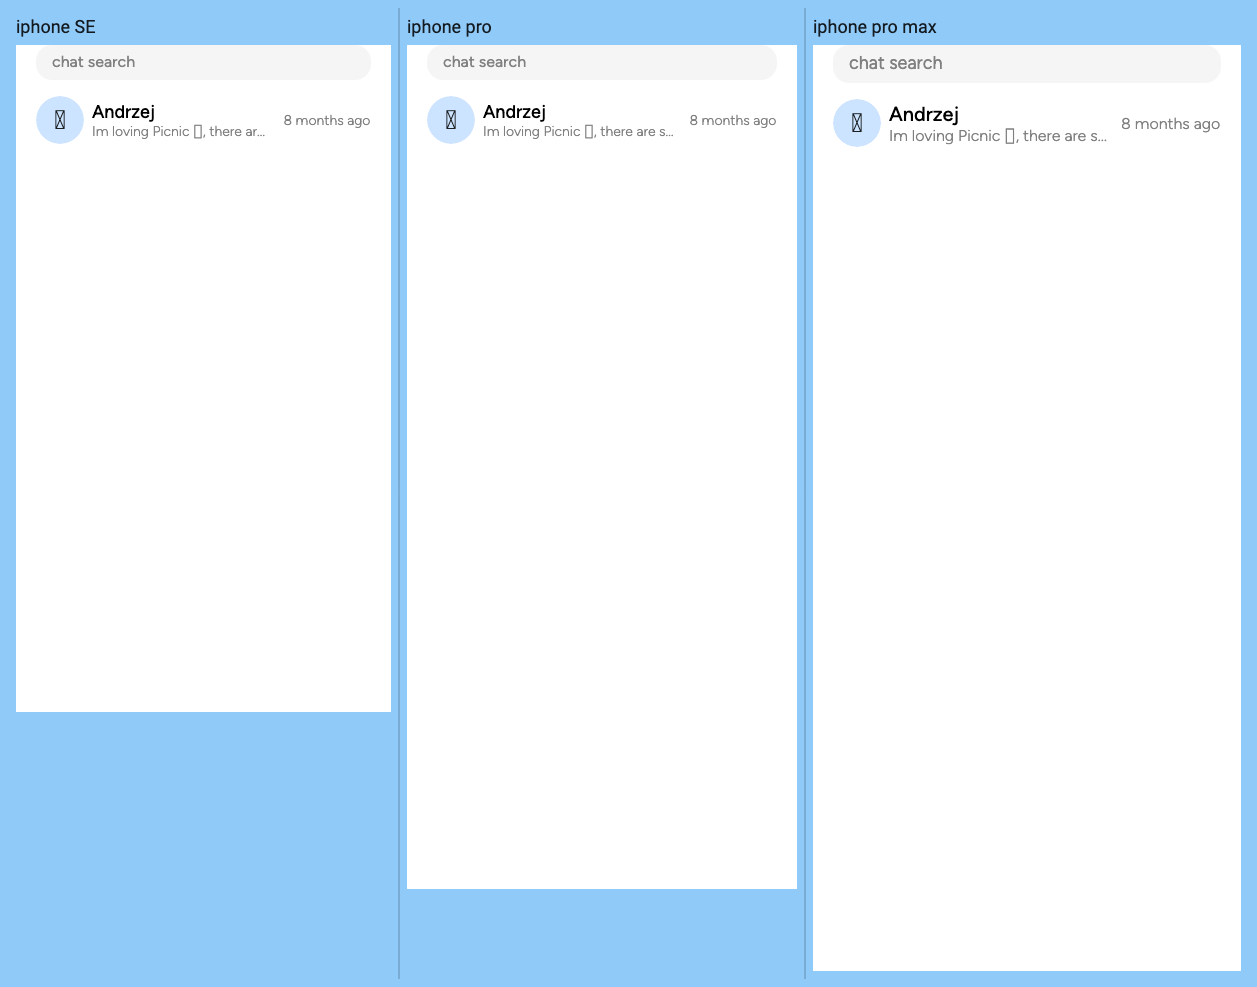 iphone SE
chat search
Andrzej
Im loving Picnic , there ar...
8 months ago
iphone pro
chat search
Andrzej
Im loving Picnic , there are s...
8 months ago
iphone pro max
chat search
Andrzej
Im loving Picnic , there are s...
8 months ago